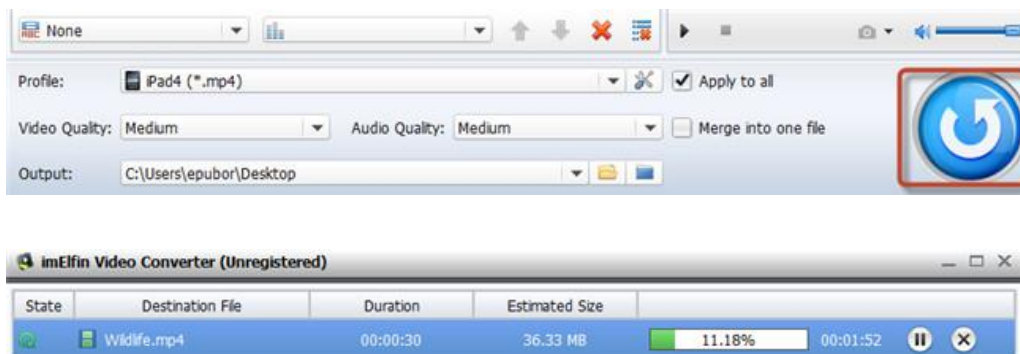 None
Profile: iPad4 (*.mp4) Apply to all
Video Quality: Medium Audio Quality: Medium Merge into one file
Output: C:\Users\epubor\Desktop
imElfin Video Converter (Unregistered)
State Destination File Duration Estimated Size
Wildlife.mp4 00:00:30 36.33 MB 11.18% 00:01:52